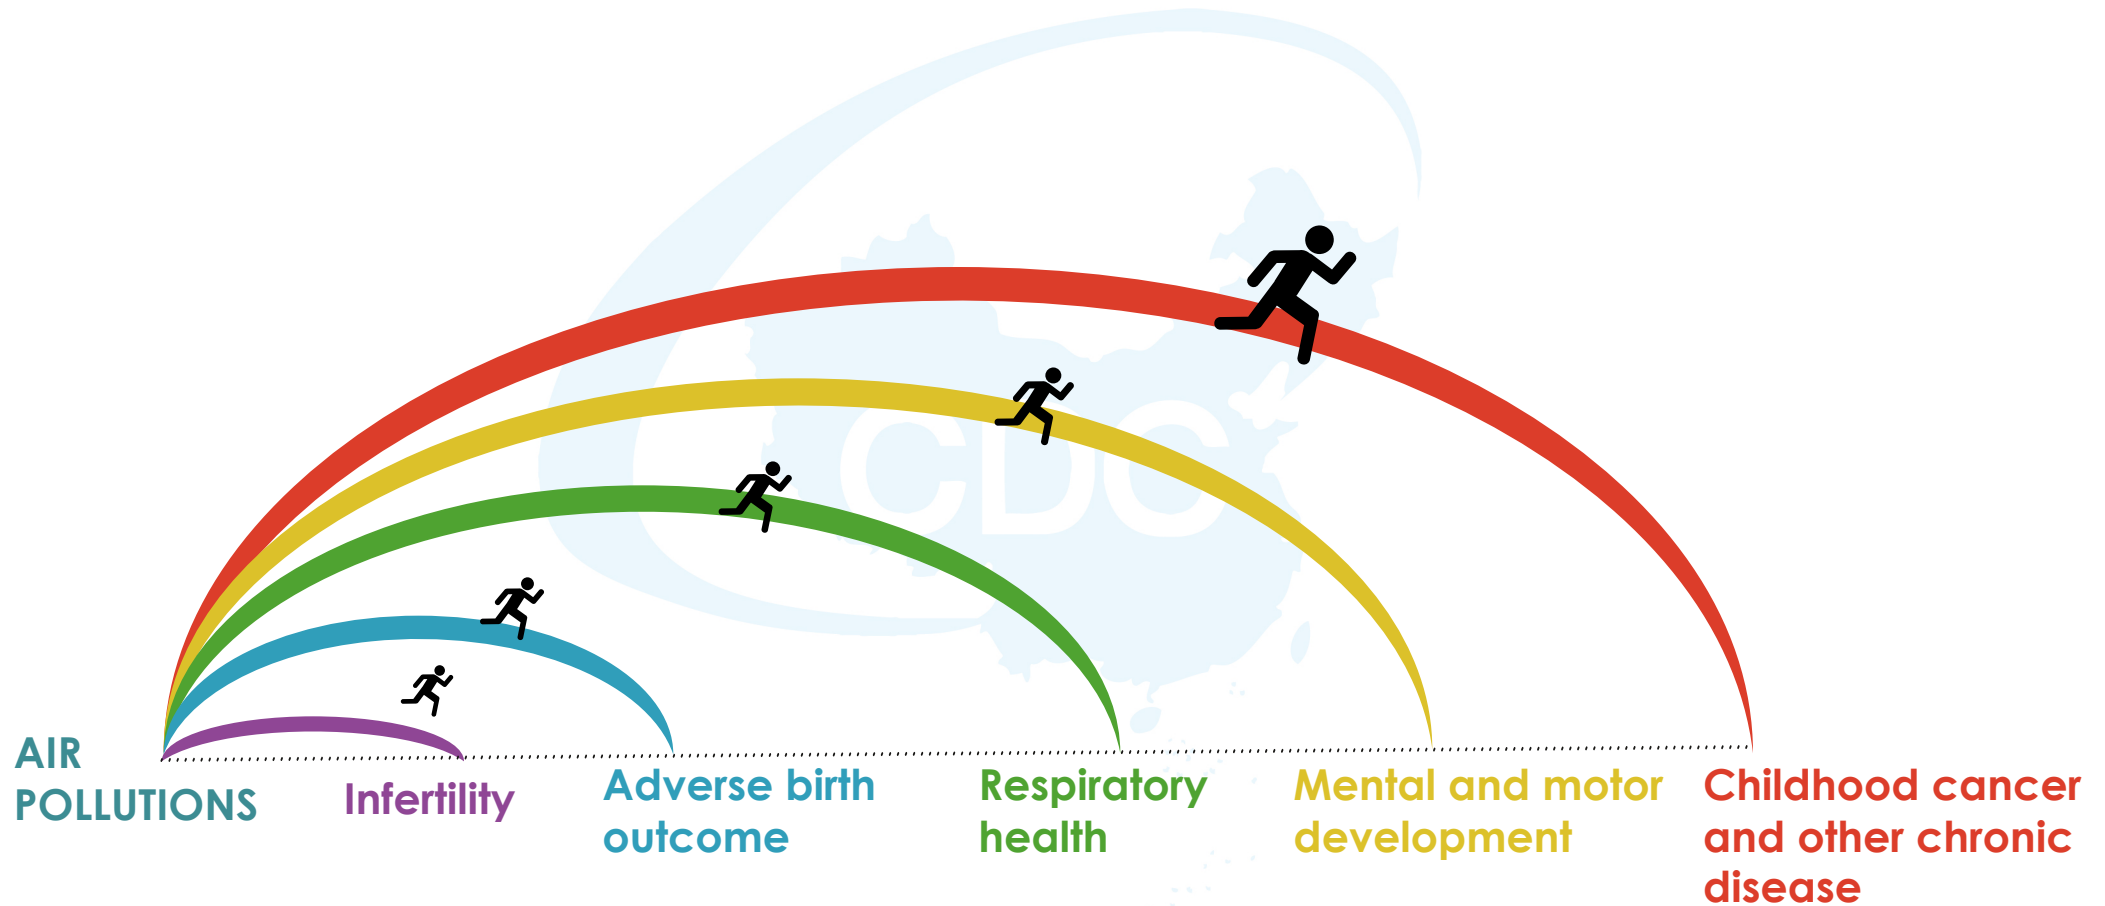 CDC
AIR
POLLUTIONS
Infertility
Adverse birth
outcome
Respiratory
health
Mental and motor
development
Childhood cancer
and other chronic
disease